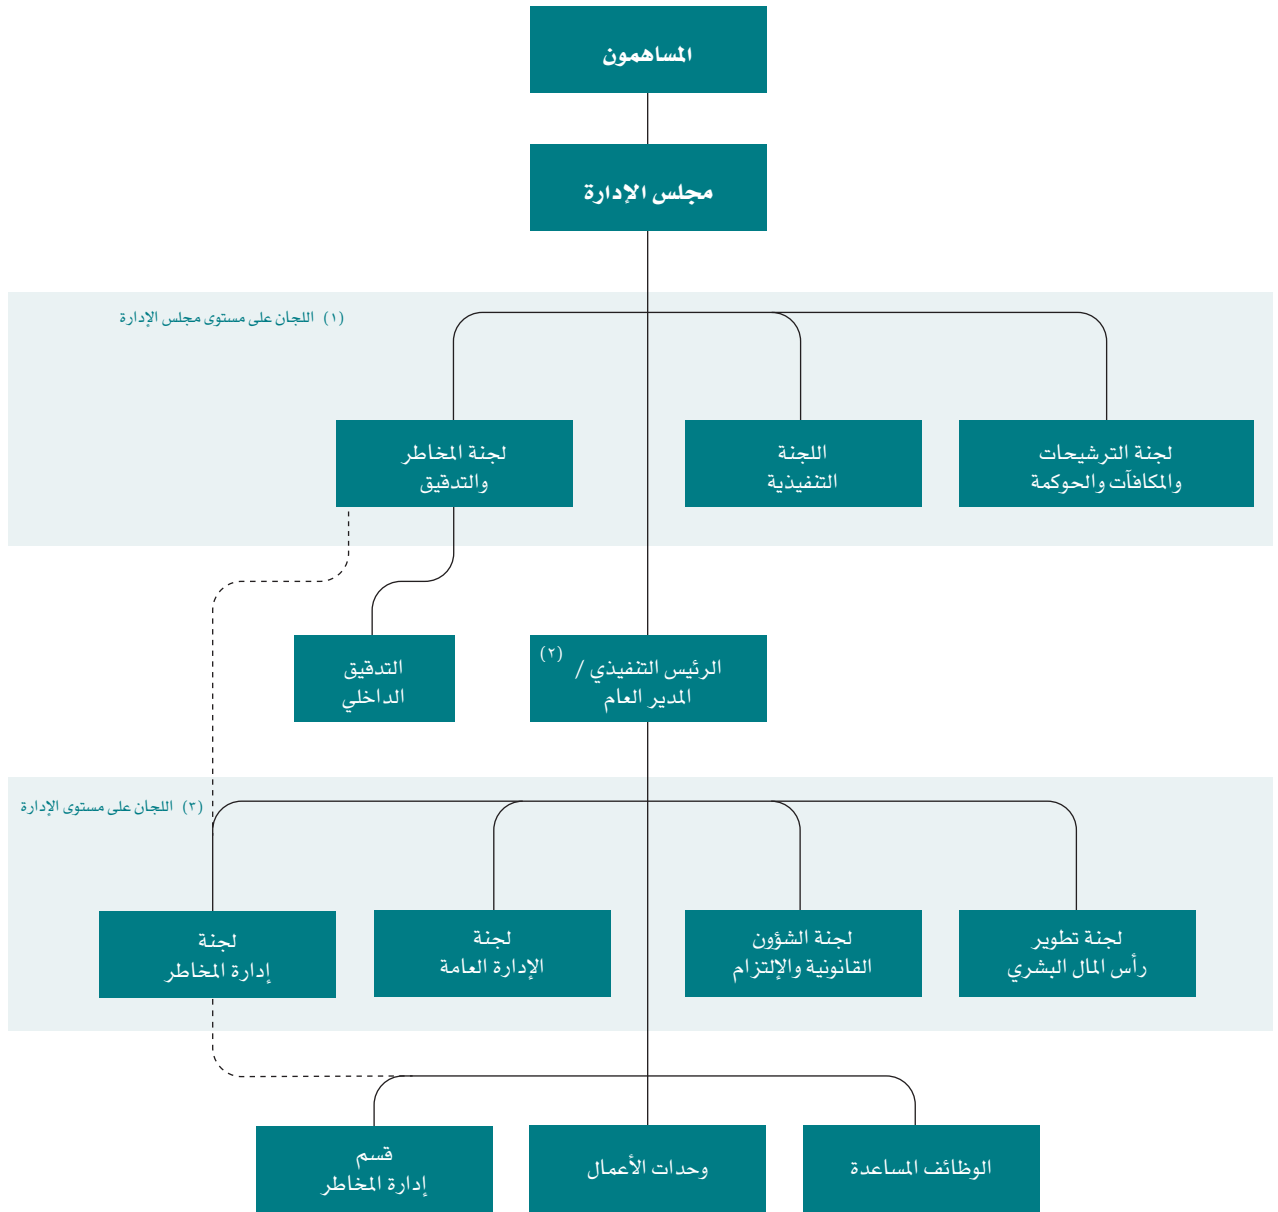 المساهمون
مجلس الإدارة
(١) اللجان على مستوى مجلس الإدارة
لجنة الترشيحات
والمكافآت والحوكمة
اللجنة
التنفيذية
لجنة المخاطر
والتدقيق
الرئيس التنفيذي / (٢)
المدير العام
التدقيق
الداخلي
(٣) اللجان على مستوى الإدارة
لجنة تطوير
رأس المال البشري
لجنة الشؤون
القانونية والإلتزام
لجنة
الإدارة العامة
لجنة
إدارة المخاطر
الوظائف المساعدة
وحدات الأعمال
قسم
إدارة المخاطر